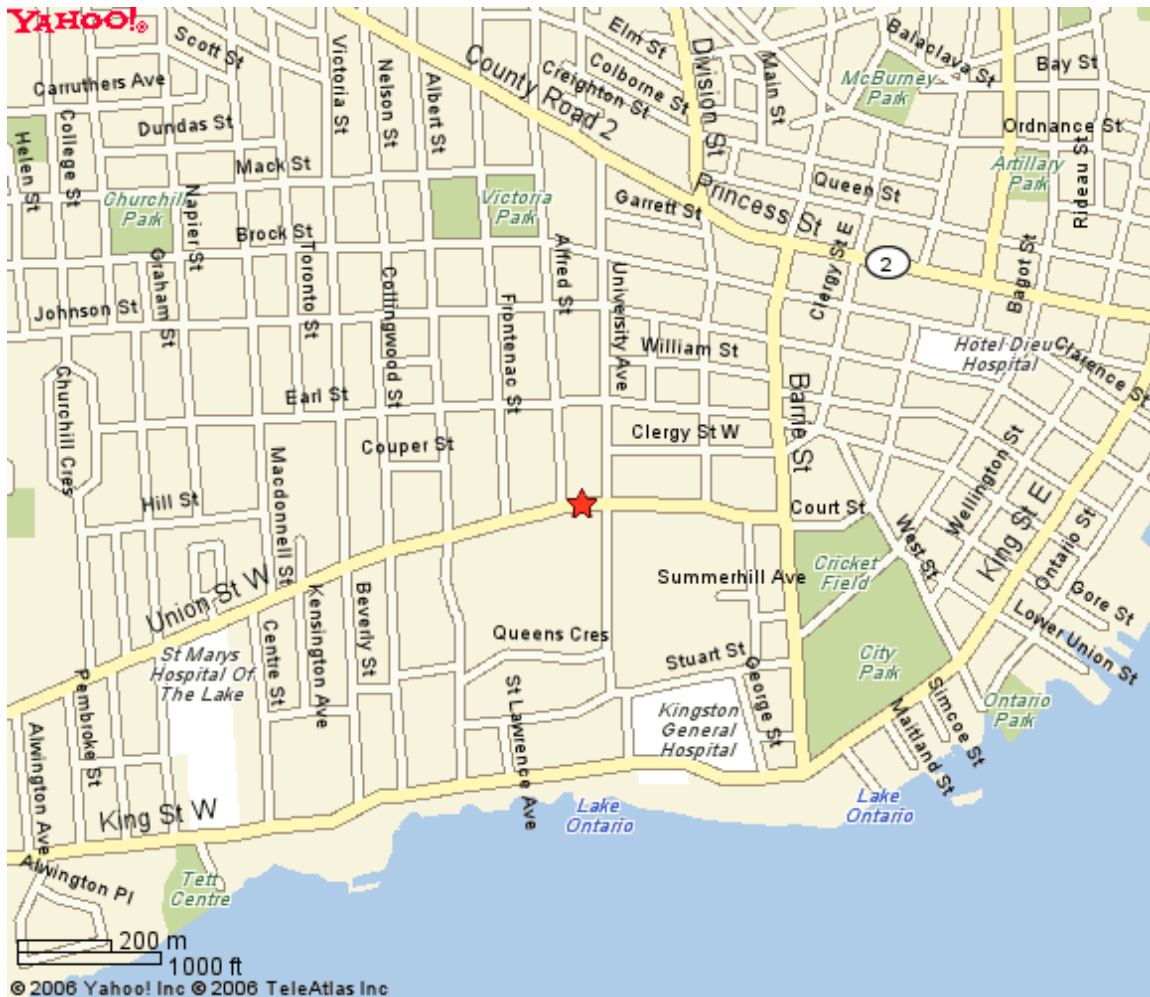 YAHOO!®
Scott St
Carruthers Ave
Dundas St
Mack St
Helen St
College St
Churchill
Park
Napier St
Brock St
Graham St
Johnson St
Toronto St
Victoria St
Nelson St
Albert St
County Road 2
Elm St
Colborne St
Creighton St
Division St
Main St
Balaclava St
McBurney
Park
Bay St
Ordnance St
Artillary
Park
Rideau St
Queen St
Princess St
Garrett St
Victoria
Park
Alfred St
University Ave
Collingwood St
Frontenac St
Clergy St E
2
Bagot St
William St
Hotel Dieu
Hospital
Clarence St
Churchill Cres
Earl St
Couper St
Clergy St W
Barrie St
Hill St
Macdonnell St
Court St
Wellington St
King St E
Ontario St
West St
Cricket
Field
Gore St
Lower Union St
Summerhill Ave
Union St W
Kensington Ave
Beverly St
Centre St
Queens Cres
Stuart St
George St
City
Park
St Marys
Hospital Of
The Lake
St Lawrence Ave
Kingston
General
Hospital
Maitland St
Simcoe St
Ontario
Park
Alwington Ave
Pembroke St
King St W
Lake
Ontario
Lake
Ontario
Alwington Pl
Tett
Centre
200 m
1000 ft
© 2006 Yahoo! Inc © 2006 TeleAtlas Inc